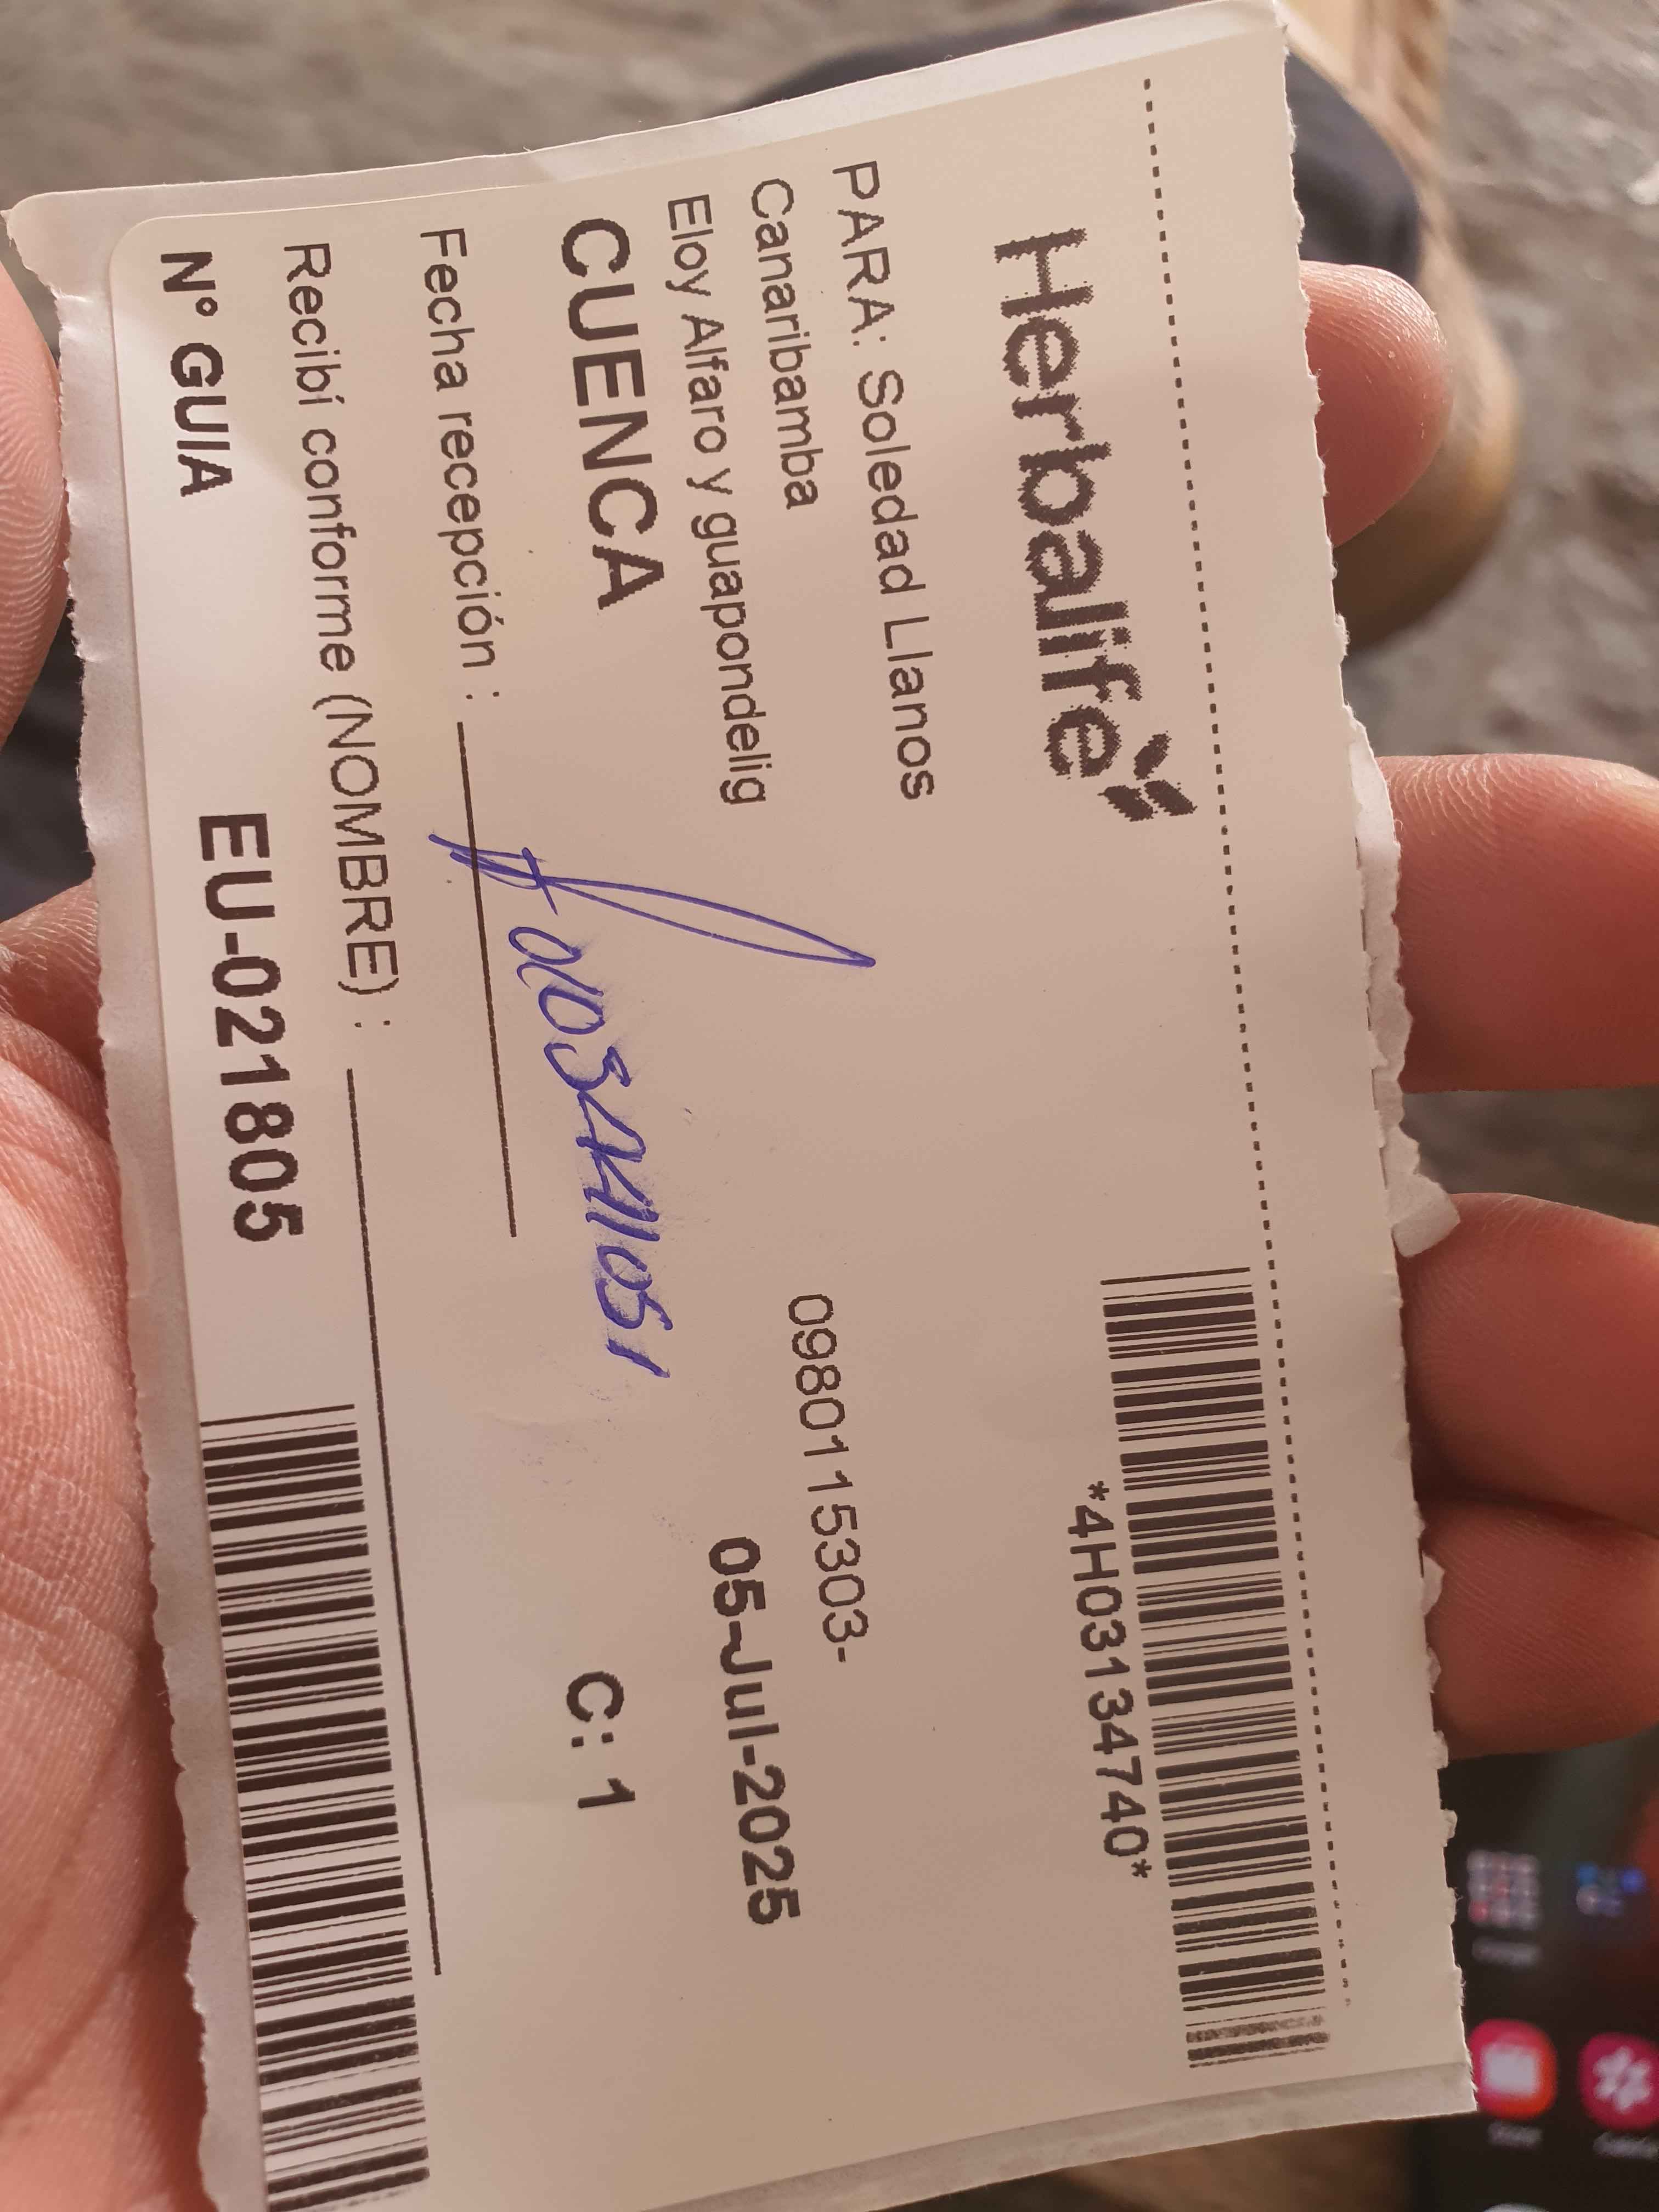 Herbalife
*4H03134740*
PARA: Soledad Llanos
Canaribamba 0980115303-
Eloy Alfaro y guapondelig 05-Jul-2025
CUENCA C: 1
Fecha recepción :
Recibí conforme (NOMBRE) :
N° GUIA EU-021805